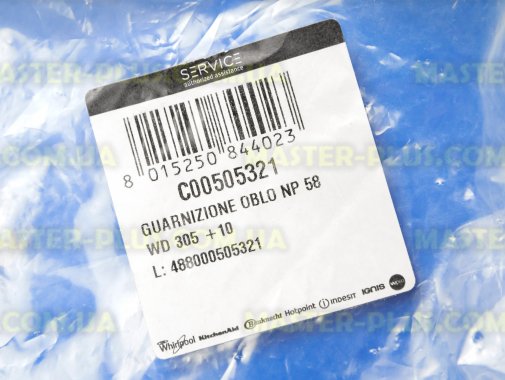 SERVICE
authorized assistance
8 015250 844023
C00505321
GUARNIZIONE OBLO NP 58
WD 305 +10
L: 488000505321
Whirlpool KitchenAid Bauknecht Hotpoint indesit IGNIS
MASTER-PLUS.COM.UA